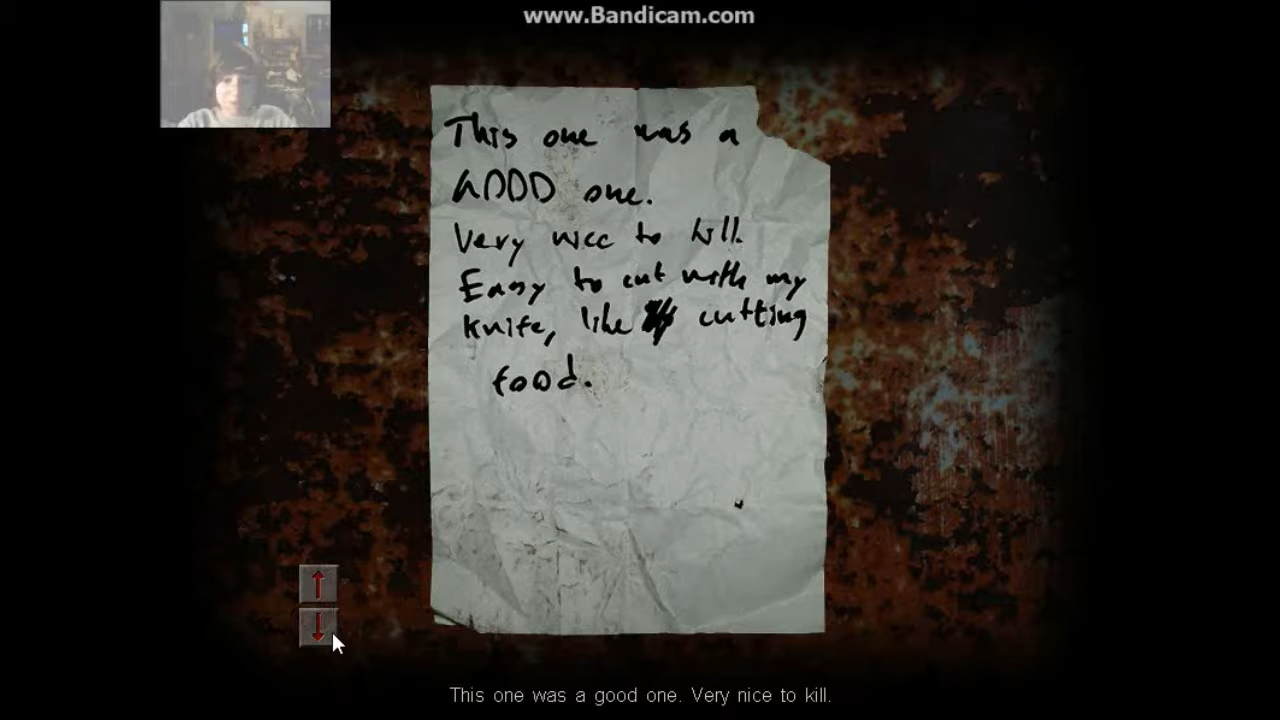 www.Bandicam.com
This one was a
GOOD one.
Very nice to kill.
Easy to cut with my
knife, like cutting
food.
This one was a good one. Very nice to kill.